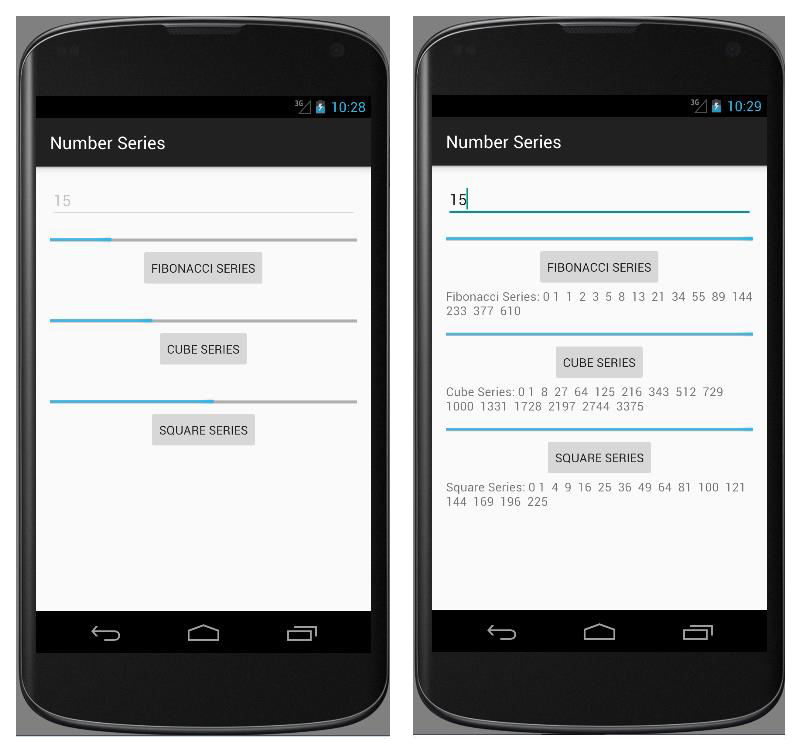 3G 10:28
Number Series
15
FIBONACCI SERIES
CUBE SERIES
SQUARE SERIES
3G 10:29
Number Series
15
FIBONACCI SERIES
Fibonacci Series: 0 1 1 2 3 5 8 13 21 34 55 89 144
233 377 610
CUBE SERIES
Cube Series: 0 1 8 27 64 125 216 343 512 729
1000 1331 1728 2197 2744 3375
SQUARE SERIES
Square Series: 0 1 4 9 16 25 36 49 64 81 100 121
144 169 196 225